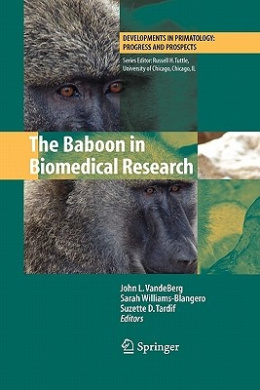 DEVELOPMENTS IN PRIMATOLOGY:
PROGRESS AND PROSPECTS
Series Editor: Russell H. Tuttle,
University of Chicago, Chicago, IL
The Baboon in
Biomedical Research
John L. VandeBerg
Sarah Williams-Blangero
Suzette D. Tardif
Editors
Springer